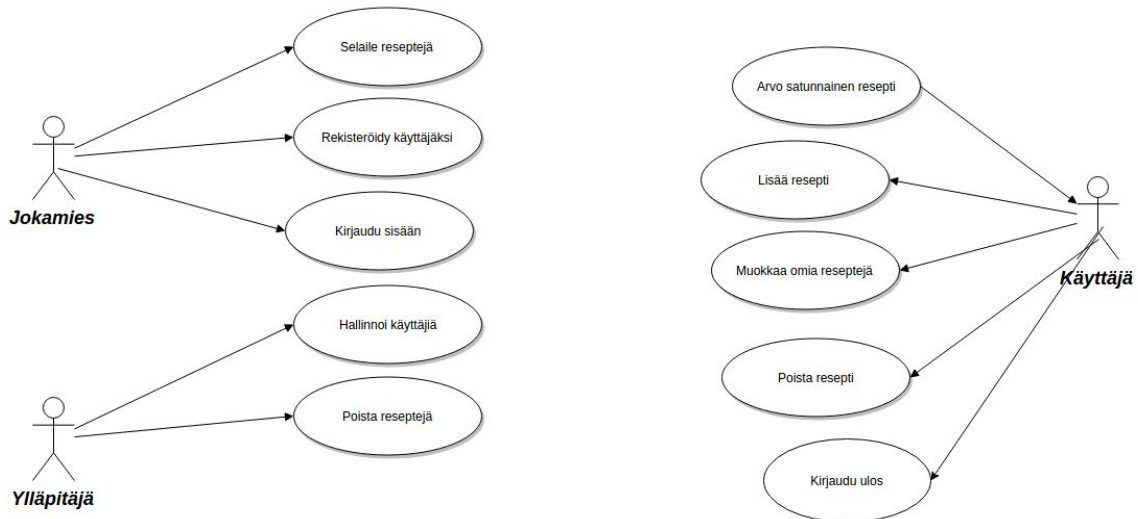 Selaile reseptejä
Rekisteröidy käyttäjäksi
Jokamies
Kirjaudu sisään
Hallinnoi käyttäjiä
Poista reseptejä
Ylläpitäjä
Arvo satunnainen resepti
Lisää resepti
Muokkaa omia reseptejä
Käyttäjä
Poista resepti
Kirjaudu ulos